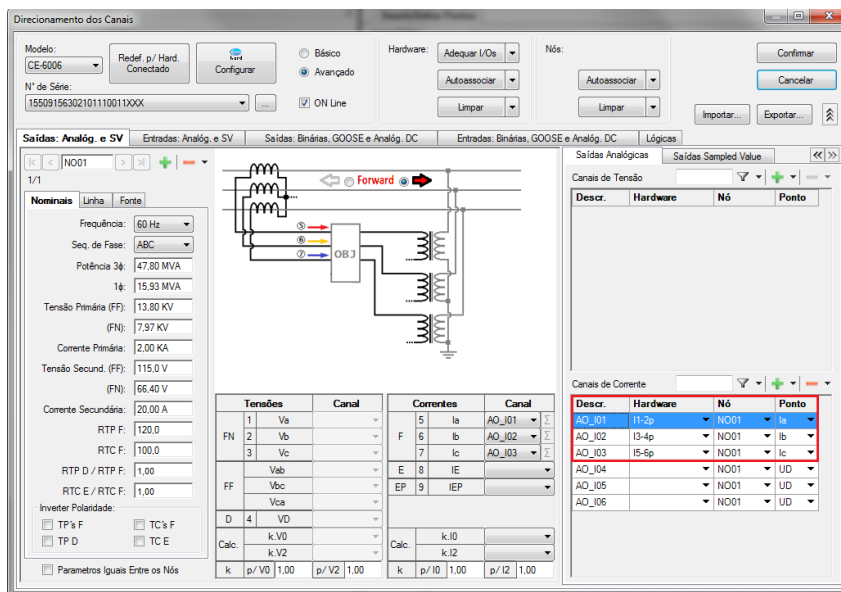 Direcionamento dos Canais
Modelo:
CE-6006
Redef. p/ Hard. Conectado
Configurar
Básico
Avançado
N° de Série:
15509156302101110011XXX
...
ON Line
Hardware:
Adequar I/Os
Autoassociar
Limpar
Nós:
Autoassociar
Limpar
Confirmar
Cancelar
Importar...
Exportar...
Saídas: Analóg. e SV
Entradas: Analóg. e SV
Saídas: Binárias, GOOSE e Analóg. DC
Entradas: Binárias, GOOSE e Analóg. DC
Lógicas
NO01
1/1
Nominais
Linha
Fonte
Frequência: 60 Hz
Seq. de Fase: ABC
Potência 3ϕ: 47,80 MVA
1ϕ: 15,93 MVA
Tensão Primária (FF): 13,80 KV
(FN): 7,97 KV
Corrente Primária: 2,00 KA
Tensão Secund. (FF): 115,0 V
(FN): 66,40 V
Corrente Secundária: 20,00 A
RTP F: 120,0
RTC F: 100,0
RTP D / RTP F: 1,00
RTC E / RTC F: 1,00
Inverter Polaridade:
TP's F
TC's F
TP D
TC E
Parametros Iguais Entre os Nós
Forward
⑤
⑥
⑦
OBJ
Tensões Canal
FN
1 Va
2 Vb
3 Vc
FF
Vab
Vbc
Vca
D 4 VD
Calc.
k.V0
k.V2
k p/ V0 1,00 p/ V2 1,00
Correntes Canal
F
5 Ia AO_I01 Σ
6 Ib AO_I02 Σ
7 Ic AO_I03 Σ
E 8 IE
EP 9 IEP
Calc.
k.I0
k.I2
k p/ I0 1,00 p/ I2 1,00
Saídas Analógicas
Saídas Sampled Value
Canais de Tensão
Descr. Hardware Nó Ponto
Canais de Corrente
Descr. Hardware Nó Ponto
AO_I01 I1-2p NO01 Ia
AO_I02 I3-4p NO01 Ib
AO_I03 I5-6p NO01 Ic
AO_I04 NO01 UD
AO_I05 NO01 UD
AO_I06 NO01 UD